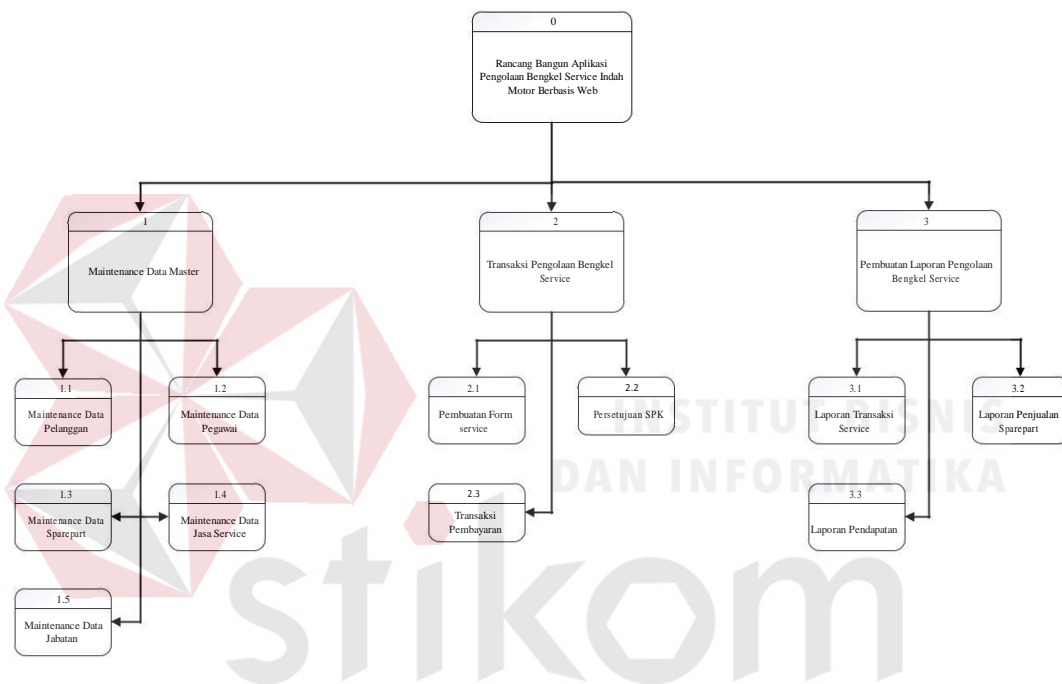 0
Rancang Bangun Aplikasi
Pengolaan Bengkel Service Indah
Motor Berbasis Web
1
Maintenance Data Master
2
Transaksi Pengolaan Bengkel
Service
3
Pembuatan Laporan Pengolaan
Bengkel Service
1.1
Maintenance Data
Pelanggan
1.2
Maintenance Data
Pegawai
2.1
Pembuatan Form
service
2.2
Persetujuan SPK
3.1
Laporan Transaksi
Service
3.2
Laporan Penjualan
Sparepart
1.3
Maintenance Data
Sparepart
1.4
Maintenance Data
Jasa Service
2.3
Transaksi
Pembayaran
3.3
Laporan Pendapatan
1.5
Maintenance Data
Jabatan
INSTITUT BISNIS
DAN INFORMATIKA
stikom